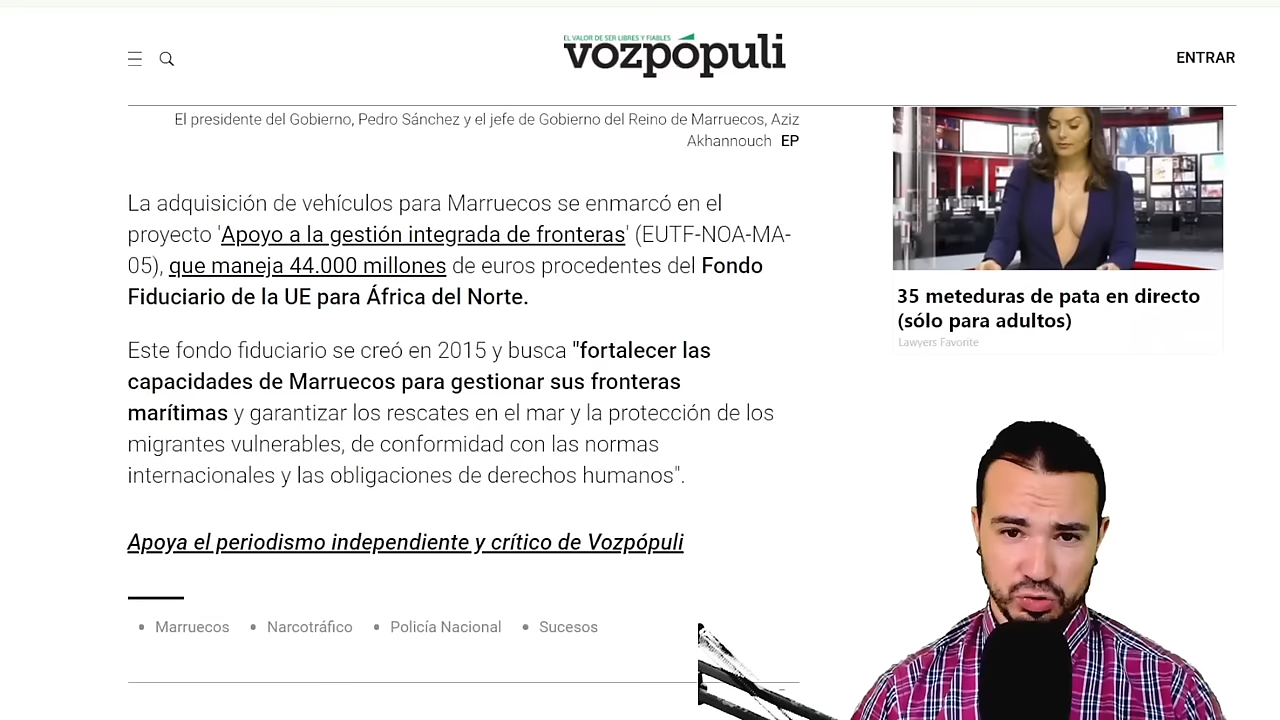 EL VALOR DE SER LIBRES Y FIABLES
vozpópuli
ENTRAR
El presidente del Gobierno, Pedro Sánchez y el jefe de Gobierno del Reino de Marruecos, Aziz
Akhannouch EP
La adquisición de vehículos para Marruecos se enmarcó en el
proyecto 'Apoyo a la gestión integrada de fronteras' (EUTF-NOA-MA-
05), que maneja 44.000 millones de euros procedentes del Fondo
Fiduciario de la UE para África del Norte.
Este fondo fiduciario se creó en 2015 y busca "fortalecer las
capacidades de Marruecos para gestionar sus fronteras
marítimas y garantizar los rescates en el mar y la protección de los
migrantes vulnerables, de conformidad con las normas
internacionales y las obligaciones de derechos humanos".
Apoya el periodismo independiente y crítico de Vozpópuli
• Marruecos • Narcotráfico • Policía Nacional • Sucesos
35 meteduras de pata en directo
(sólo para adultos)
Lawyers Favorite